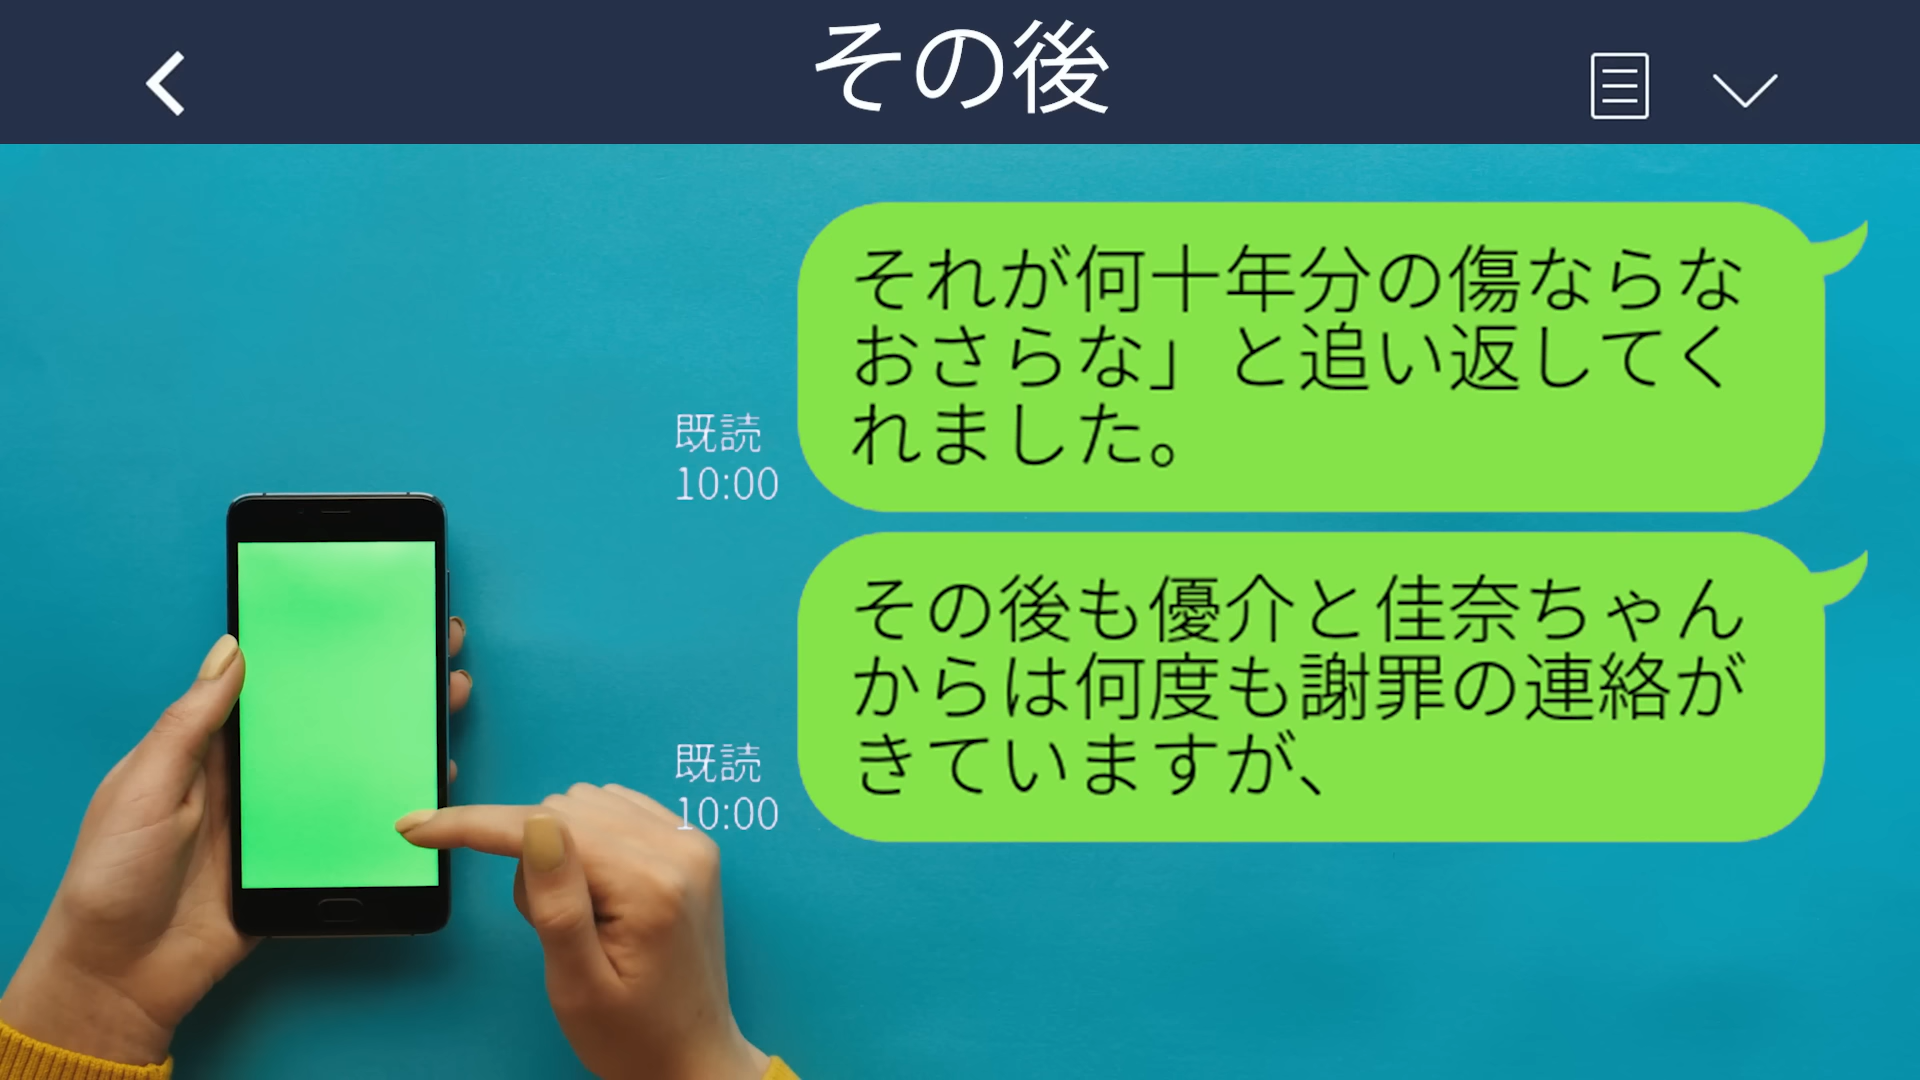 その後
それが何十年分の傷ならな
おさらな」と追い返してく
れました。
既読
10:00
その後も優介と佳奈ちゃん
からは何度も謝罪の連絡が
きていますが、
既読
10:00